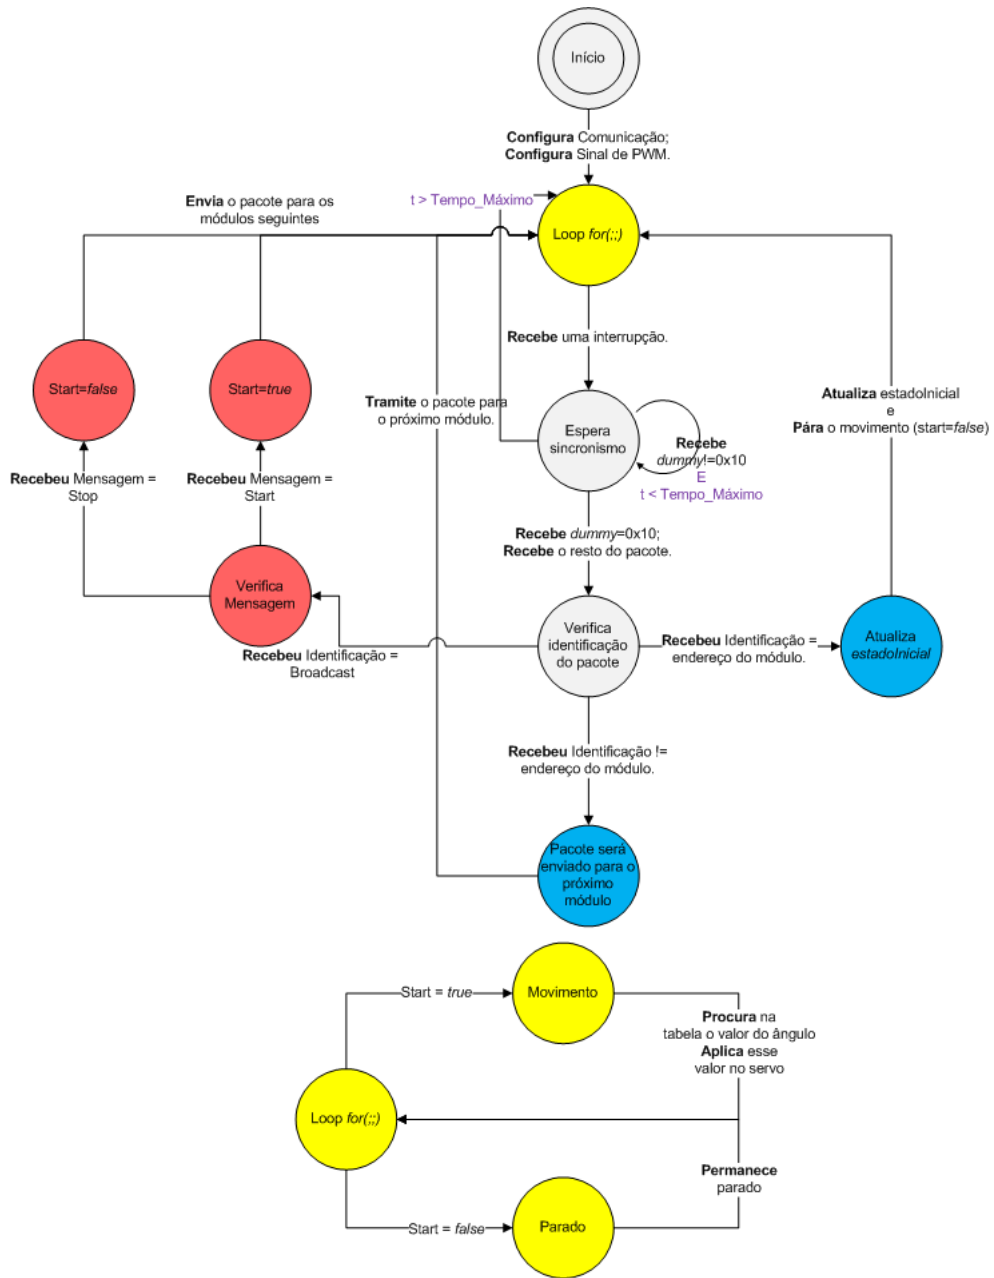 Início
Configura Comunicação;
Configura Sinal de PWM.
Envia o pacote para os
módulos seguintes
t > Tempo_Máximo
Loop for(;;)
Recebe uma interrupção.
Start=false
Start=true
Tramite o pacote para
o próximo módulo.
Espera
sincronismo
Recebe
dummy!=0x10
E
t < Tempo_Máximo
Atualiza estadoInicial
e
Pára o movimento (start=false)
Recebeu Mensagem =
Stop
Recebeu Mensagem =
Start
Recebe dummy=0x10;
Recebe o resto do pacote.
Verifica
Mensagem
Recebeu Identificação =
Broadcast
Verifica
identificação
do pacote
Recebeu Identificação =
endereço do módulo.
Atualiza
estadoInicial
Recebeu Identificação !=
endereço do módulo.
Pacote será
enviado para o
próximo
módulo
Start = true
Movimento
Procura na
tabela o valor do ângulo
Aplica esse
valor no servo
Loop for(;;)
Permanece
parado
Start = false
Parado